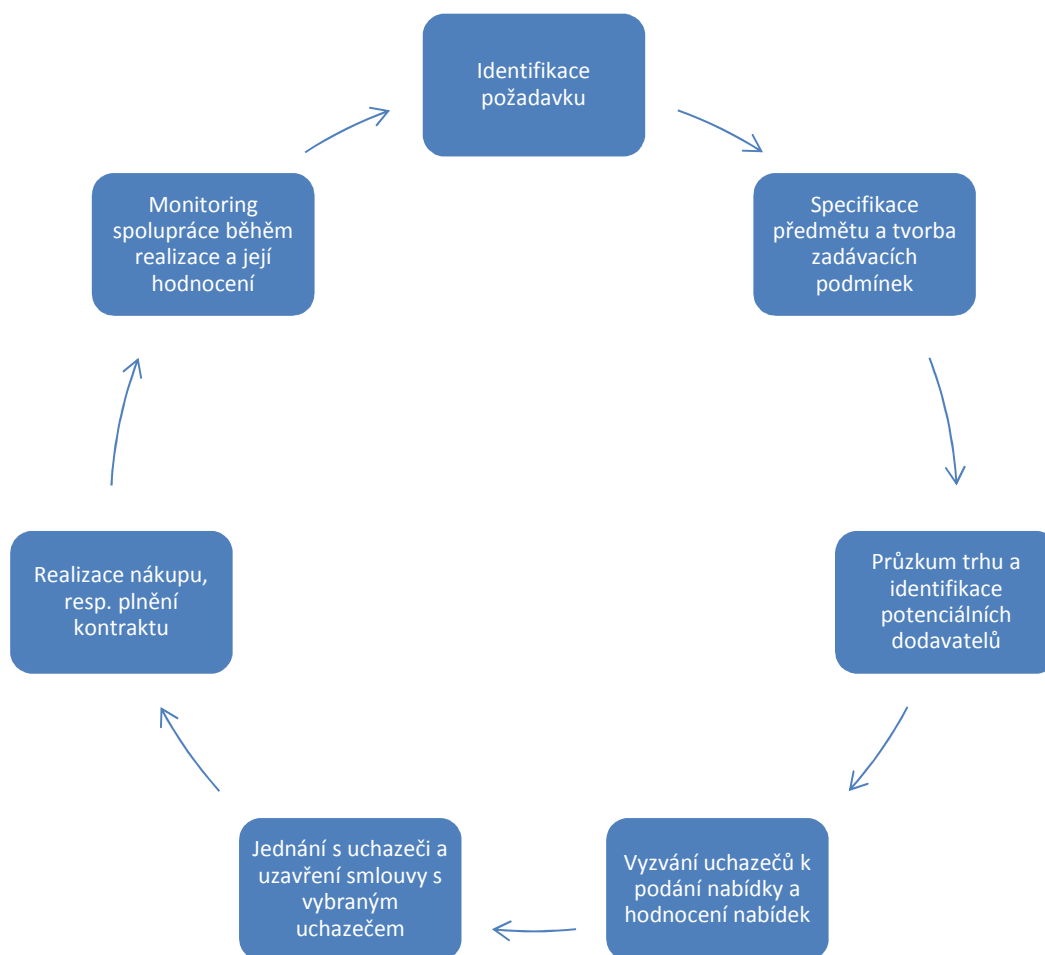 Identifikace
požadavku
Specifikace
předmětu a tvorba
zadávacích
podmínek
Průzkum trhu a
identifikace
potenciálních
dodavatelů
Vyzvání uchazečů k
podání nabídky a
hodnocení nabídek
Jednání s uchazeči a
uzavření smlouvy s
vybraným
uchazečem
Realizace nákupu,
resp. plnění
kontraktu
Monitoring
spolupráce během
realizace a její
hodnocení